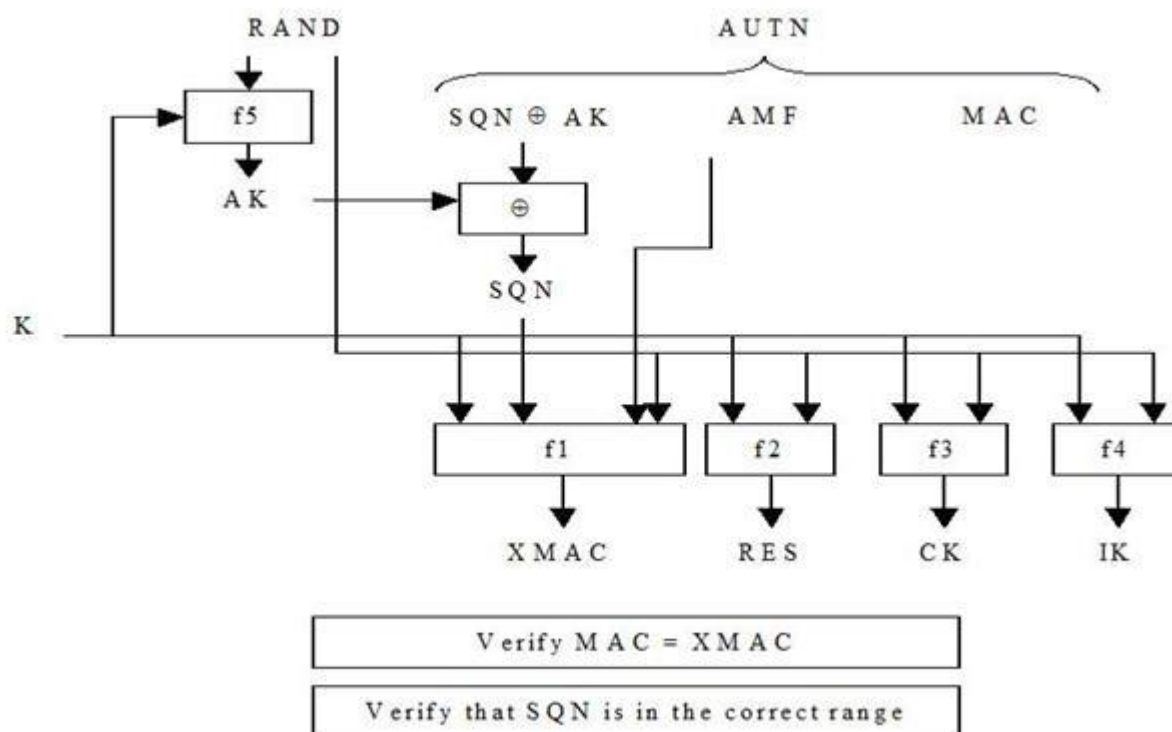 RAND
AUTN
f5
SQN ⊕ AK
AMF
MAC
AK
⊕
SQN
K
f1
f2
f3
f4
XMAC
RES
CK
IK
Verify MAC = XMAC
Verify that SQN is in the correct range